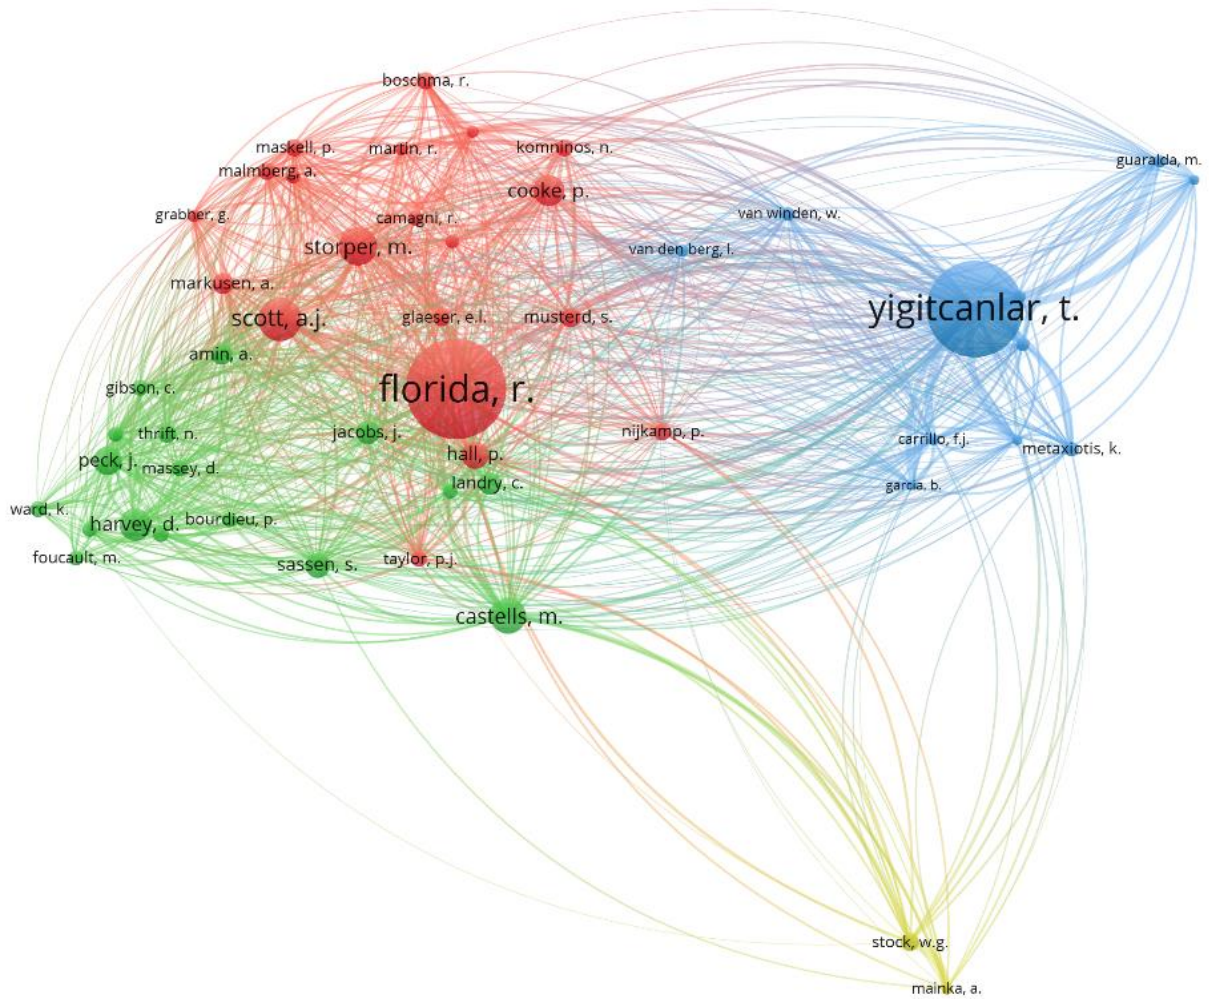 boschma, r.
maskell, p.
martin, r.
komninos, n.
guaralda, m.
malmberg, a.
cooke, p.
grabher, g.
camagni, r.
van winden, w.
storper, m.
van den berg, l.
markusen, a.
yigitcanlar, t.
scott, a.j.
glaeser, e.l.
musterd, s.
amin, a.
gibson, c.
florida, r.
thrift, n.
jacobs, j.
nijkamp, p.
carrillo, f.j.
metaxiotis, k.
peck, j.
massey, d.
hall, p.
landry, c.
garcia, b.
ward, k.
harvey, d.
bourdieu, p.
foucault, m.
sassen, s.
taylor, p.j.
castells, m.
stock, w.g.
mainka, a.